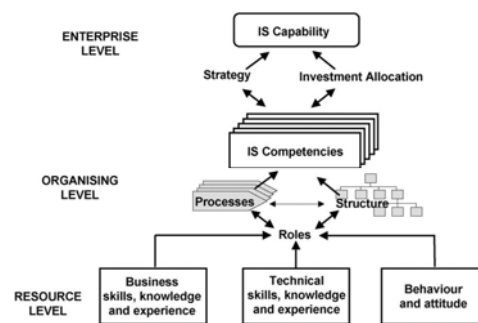 ENTERPRISE
LEVEL
IS Capability
Strategy
Investment Allocation
IS Competencies
ORGANISING
LEVEL
Processes
Structure
Roles
RESOURCE
LEVEL
Business
skills, knowledge
and experience
Technical
skills, knowledge
and experience
Behaviour
and attitude